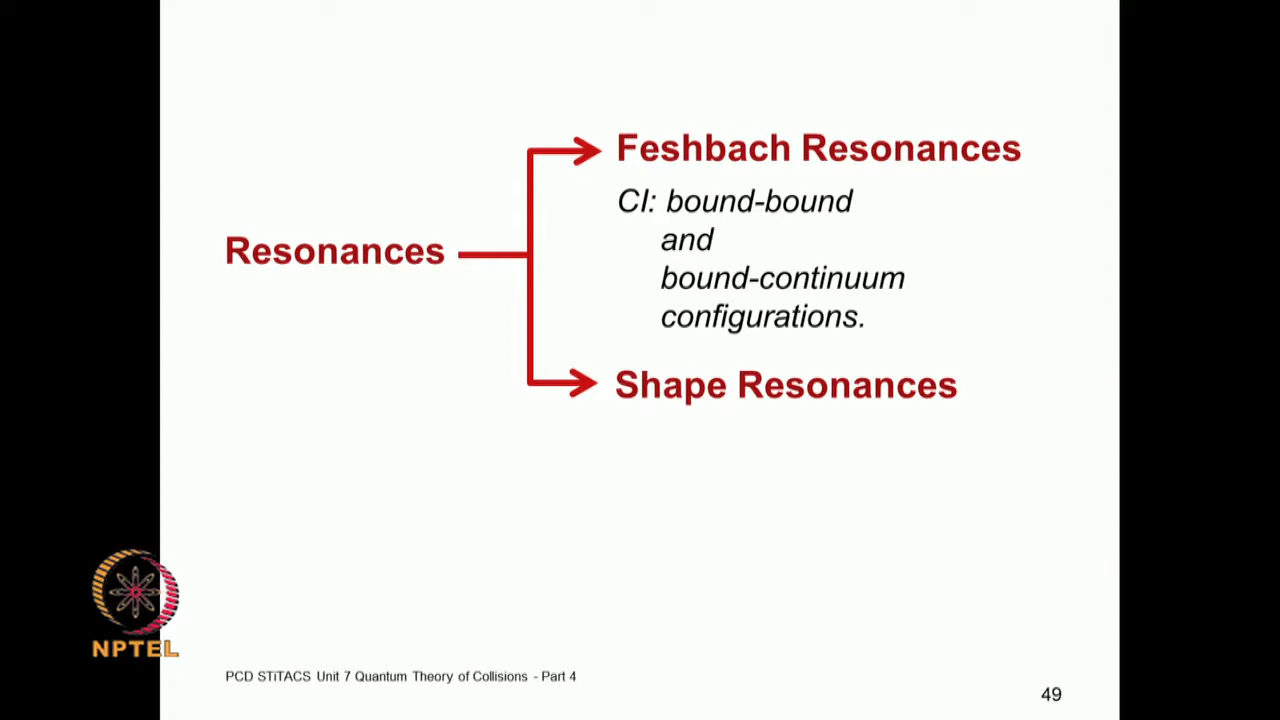 Feshbach Resonances
CI: bound-bound
and
bound-continuum
configurations.
Resonances
Shape Resonances
NPTEL
PCD STiTACS Unit 7 Quantum Theory of Collisions - Part 4
49